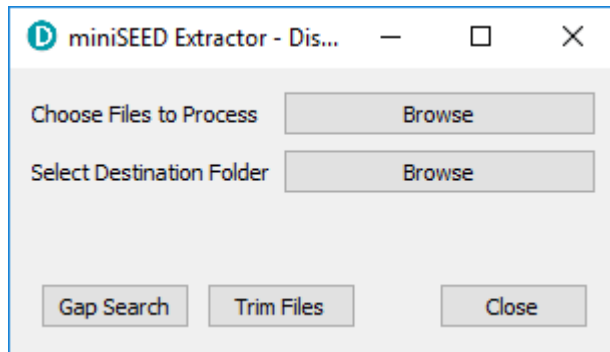 miniSEED Extractor - Dis...
Choose Files to Process Browse
Select Destination Folder Browse
Gap Search Trim Files Close